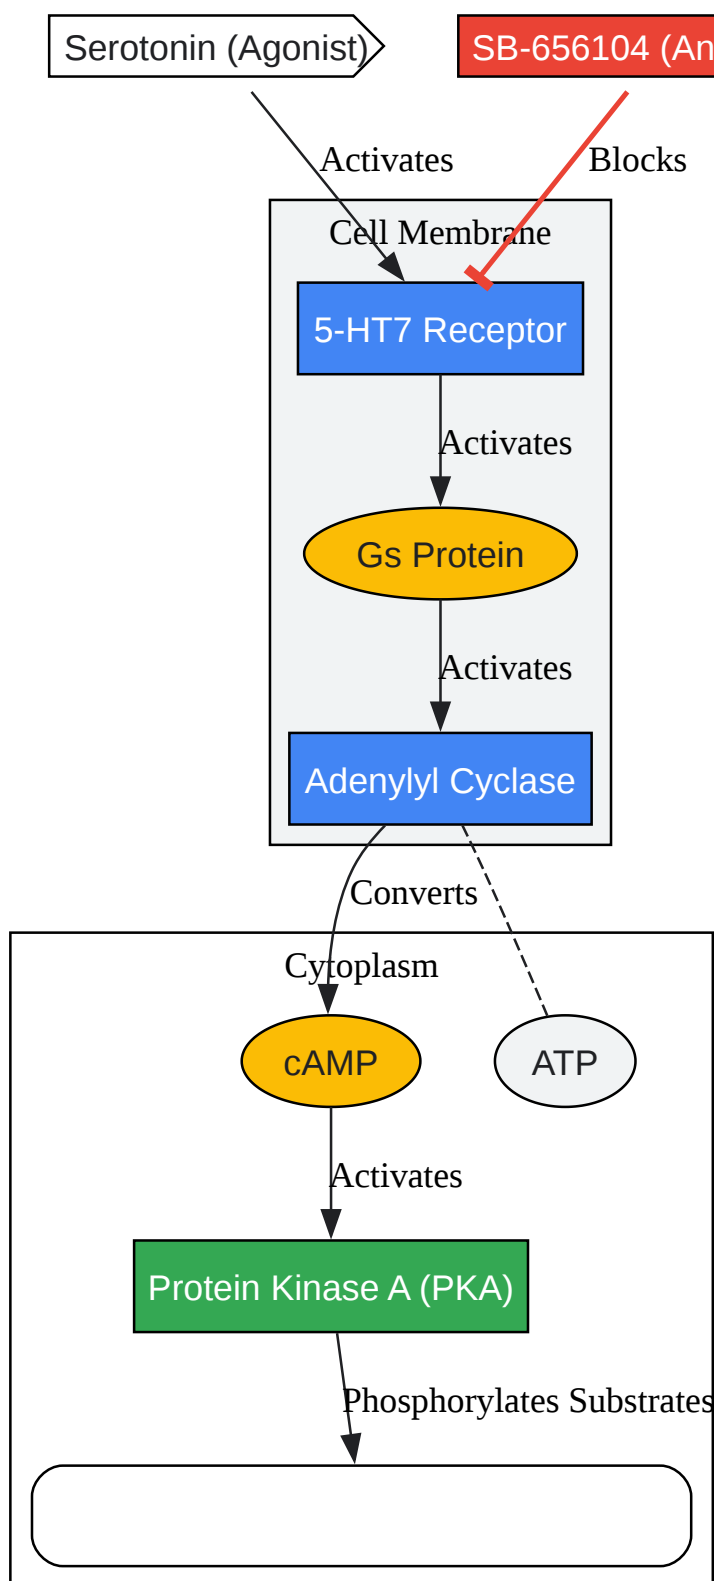 Serotonin (Agonist)
SB-656104 (An
Activates
Blocks
Cell Membrane
5-HT7 Receptor
Activates
Gs Protein
Activates
Adenylyl Cyclase
Converts
Cytoplasm
cAMP
ATP
Activates
Protein Kinase A (PKA)
Phosphorylates Substrates